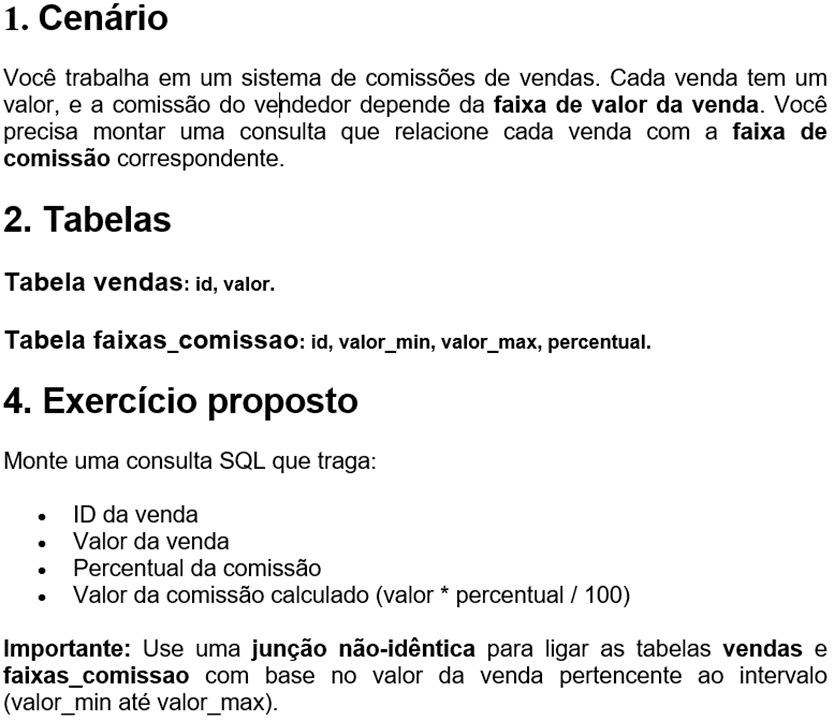 1. Cenário
Você trabalha em um sistema de comissões de vendas. Cada venda tem um
valor, e a comissão do vendedor depende da faixa de valor da venda. Você
precisa montar uma consulta que relacione cada venda com a faixa de
comissão correspondente.
2. Tabelas
Tabela vendas: id, valor.
Tabela faixas_comissao: id, valor_min, valor_max, percentual.
4. Exercício proposto
Monte uma consulta SQL que traga:
• ID da venda
• Valor da venda
• Percentual da comissão
• Valor da comissão calculado (valor * percentual / 100)
Importante: Use uma junção não-idêntica para ligar as tabelas vendas e
faixas_comissao com base no valor da venda pertencente ao intervalo
(valor_min até valor_max).